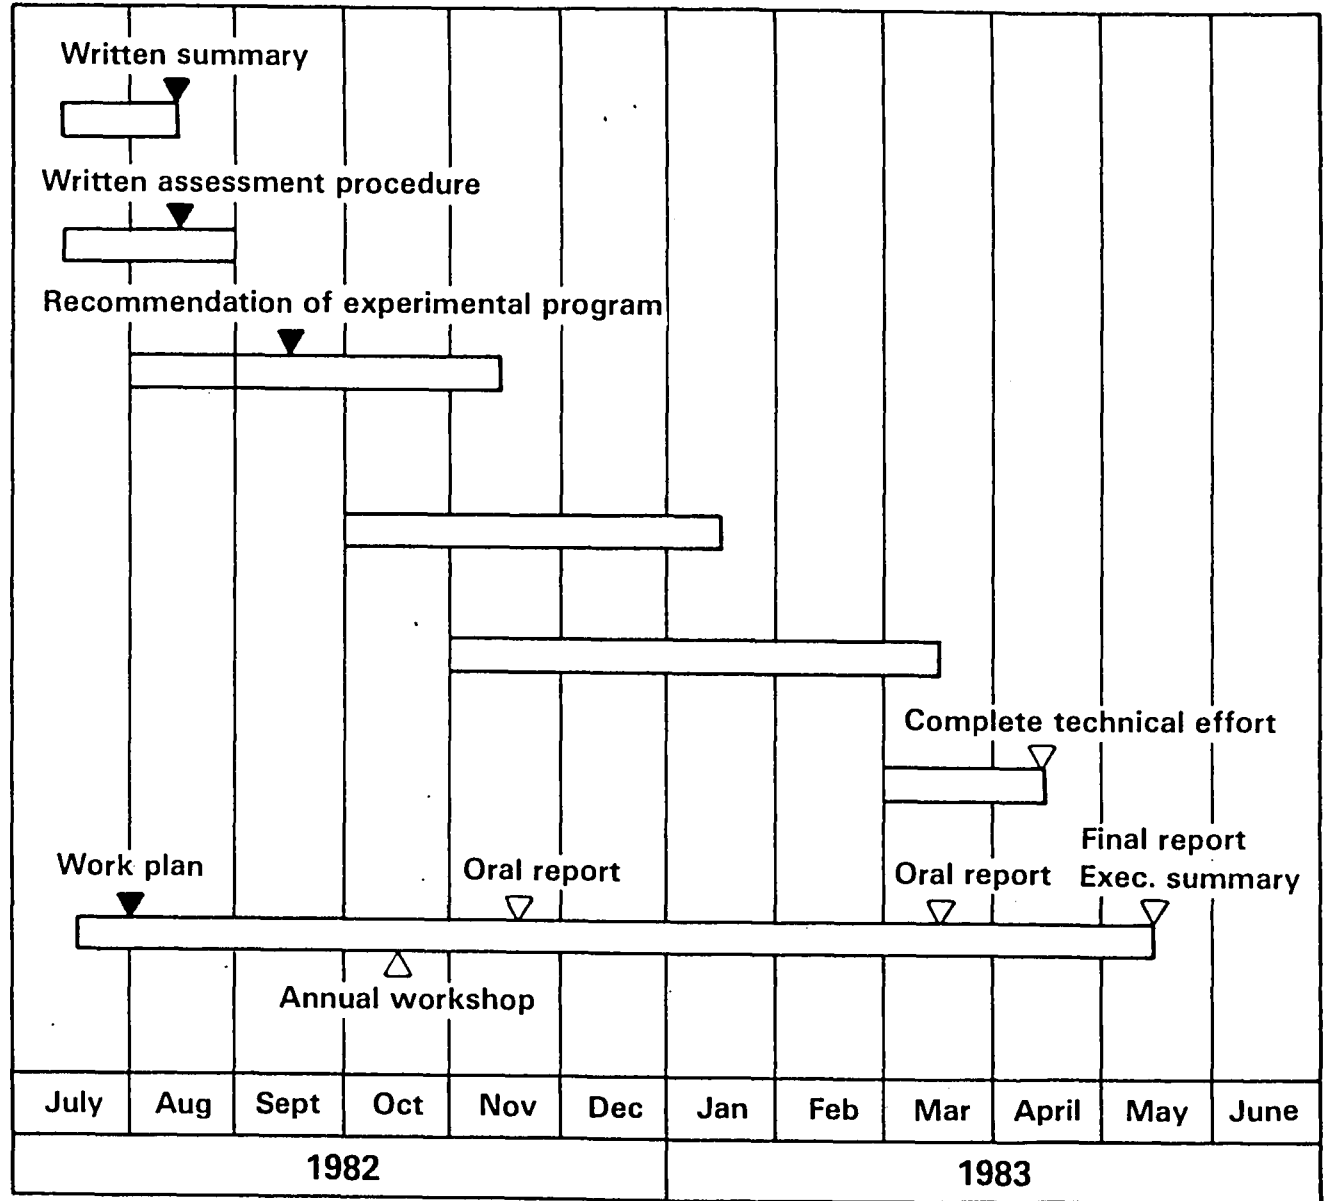 Written summary
Written assessment procedure
Recommendation of experimental program
Complete technical effort
Final report
Work plan
Oral report
Oral report
Exec. summary
Annual workshop
July Aug Sept Oct Nov Dec Jan Feb Mar April May June
1982 1983